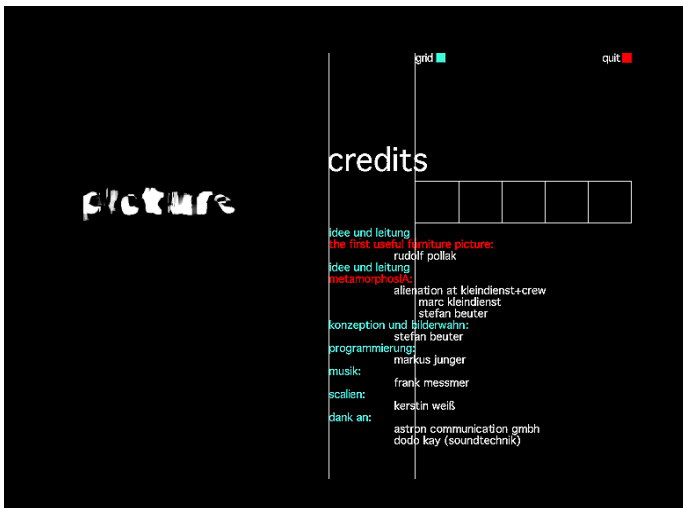 grid
quit
credits
picture
idee und leitung
the first useful furniture picture:
rudolf pollak
idee und leitung
metamorphosIA:
alienation at kleindienst+crew
marc kleindienst
stefan beuter
konzeption und bilderwahn:
stefan beuter
programmierung:
markus junger
musik:
frank messmer
scalien:
kerstin weiß
dank an:
astron communication gmbh
dodo kay (soundtechnik)